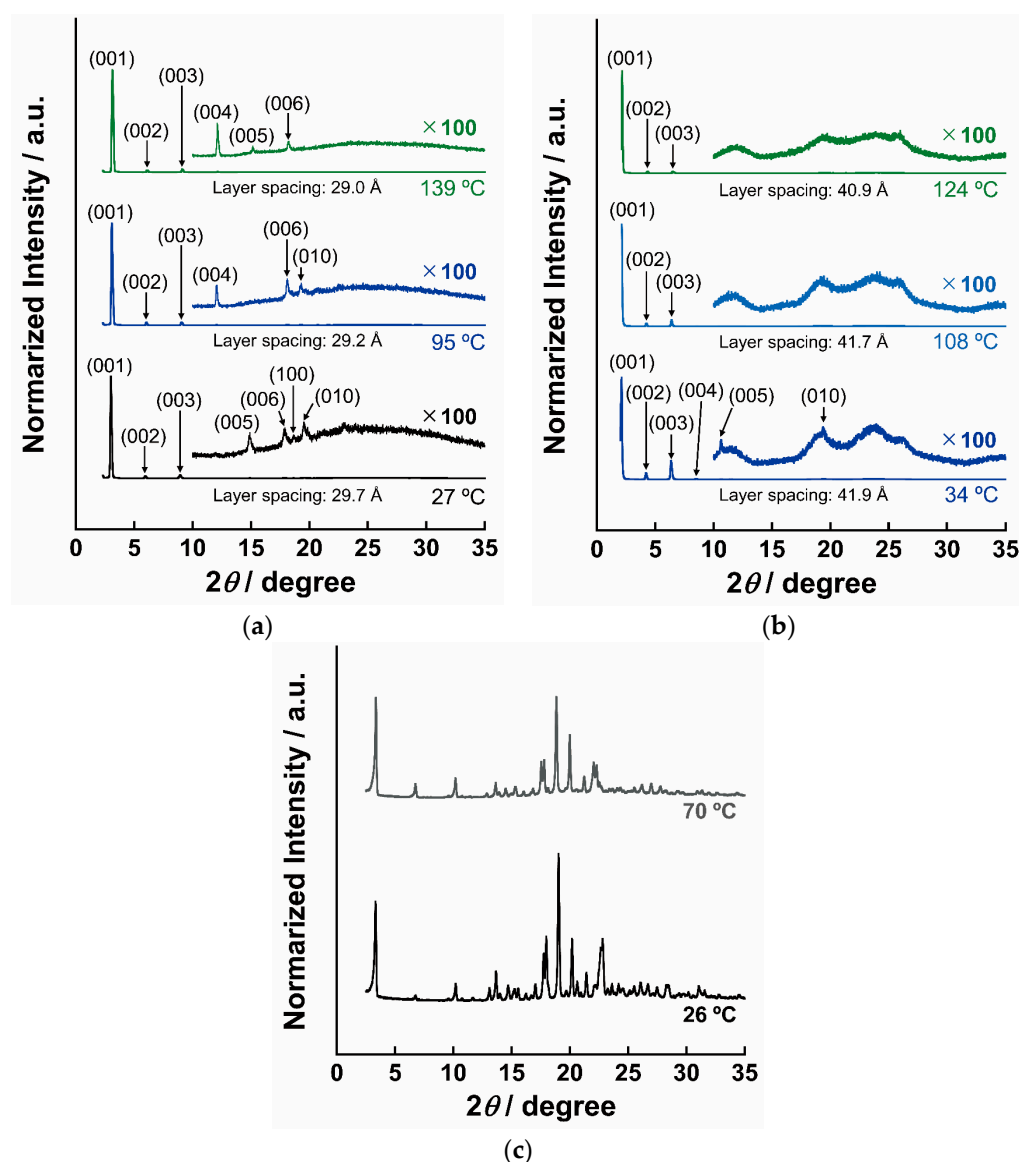 Normarized Intensity / a.u.
(001)
(002)
(003)
(004)
(005)
(006)
× 100
Layer spacing: 29.0 Å
139 ºC
(001)
(002)
(003)
(004)
(006)
(010)
× 100
Layer spacing: 29.2 Å
95 ºC
(001)
(002)
(003)
(005)
(006)
(100)
(010)
× 100
Layer spacing: 29.7 Å
27 ºC
0 5 10 15 20 25 30 35
2θ / degree
(a)
Normarized Intensity / a.u.
(001)
(002)
(003)
× 100
Layer spacing: 40.9 Å
124 ºC
(001)
(002)
(003)
× 100
Layer spacing: 41.7 Å
108 ºC
(001)
(002)
(003)
(004)
(005)
(010)
× 100
Layer spacing: 41.9 Å
34 ºC
0 5 10 15 20 25 30 35
2θ / degree
(b)
Normarized Intensity / a.u.
70 ºC
26 ºC
0 5 10 15 20 25 30 35
2θ / degree
(c)